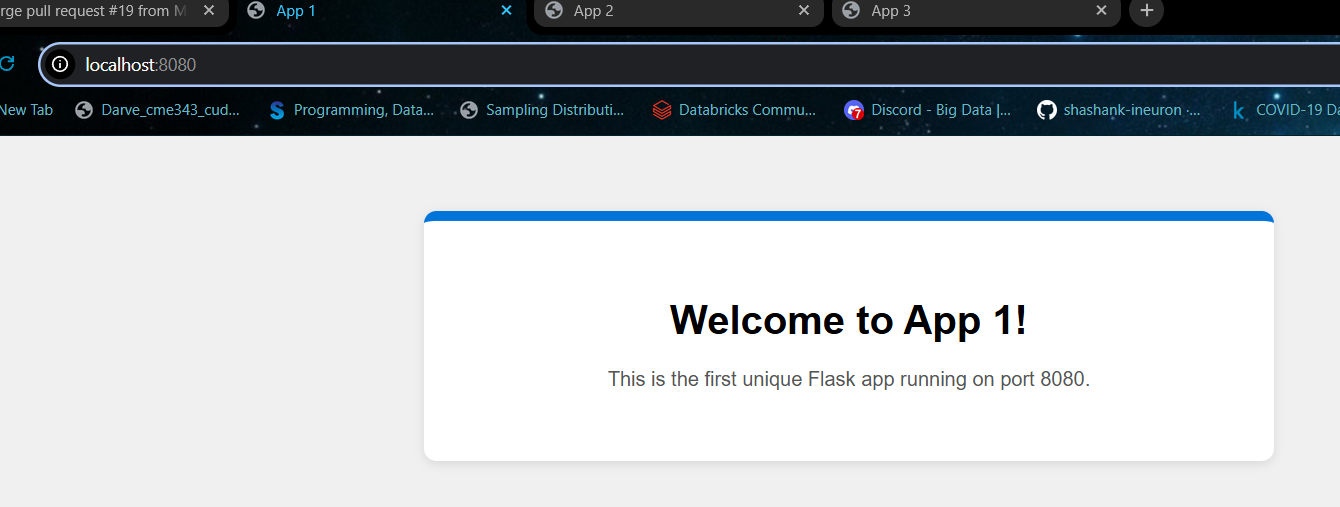 rge pull request #19 from M
App 1
App 2
App 3
localhost:8080
New Tab
Darve_cme343_cud...
Programming, Data...
Sampling Distributi...
Databricks Commu...
Discord - Big Data |...
shashank-ineuron ·...
COVID-19 Da
Welcome to App 1!
This is the first unique Flask app running on port 8080.